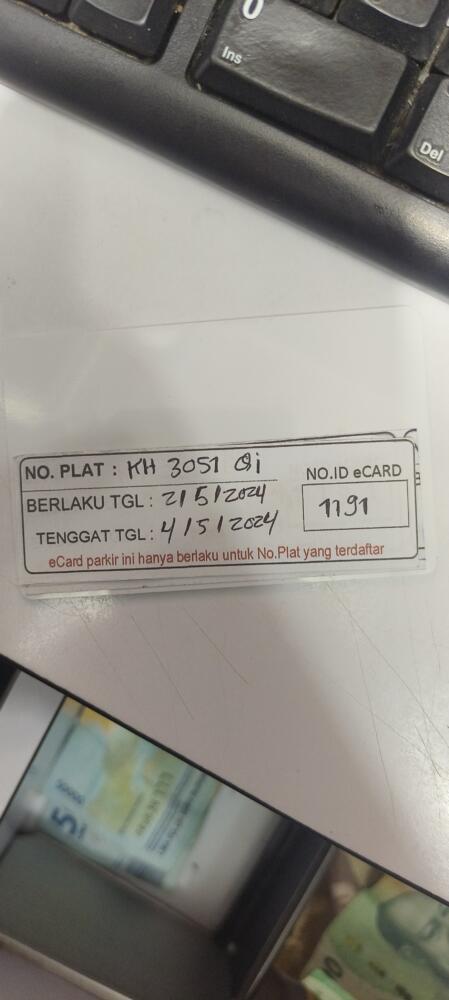 0
Ins
Del
NO. PLAT : KH 3051 Qi
BERLAKU TGL : 2/5/2024
TENGGAT TGL : 4/5/2024
NO.ID eCARD
1191
eCard parkir ini hanya berlaku untuk No.Plat yang terdaftar